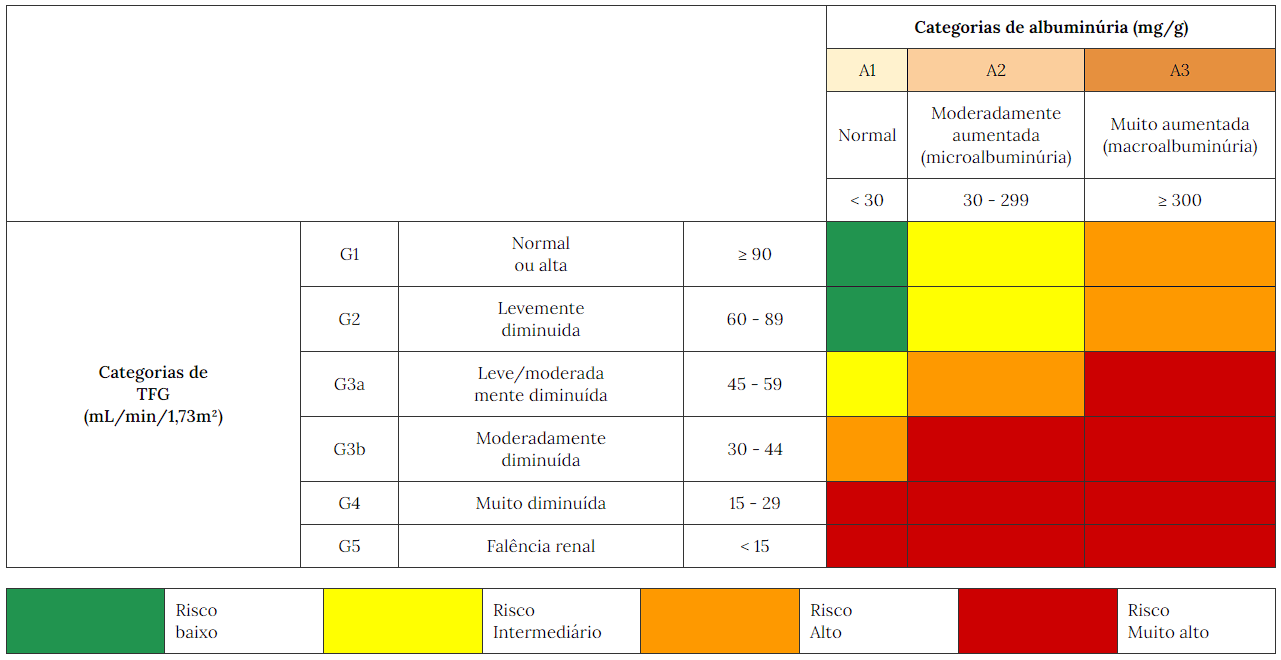 Categorias de albuminúria (mg/g)
A1
A2
A3
Normal
Moderadamente
aumentada
(microalbuminúria)
Muito aumentada
(macroalbuminúria)
< 30
30 - 299
≥ 300
Categorias de
TFG
(mL/min/1,73m²)
G1
Normal
ou alta
≥ 90
G2
Levemente
diminuida
60 - 89
G3a
Leve/moderada
mente diminuída
45 - 59
G3b
Moderadamente
diminuída
30 - 44
G4
Muito diminuída
15 - 29
G5
Falência renal
< 15
Risco
baixo
Risco
Intermediário
Risco
Alto
Risco
Muito alto